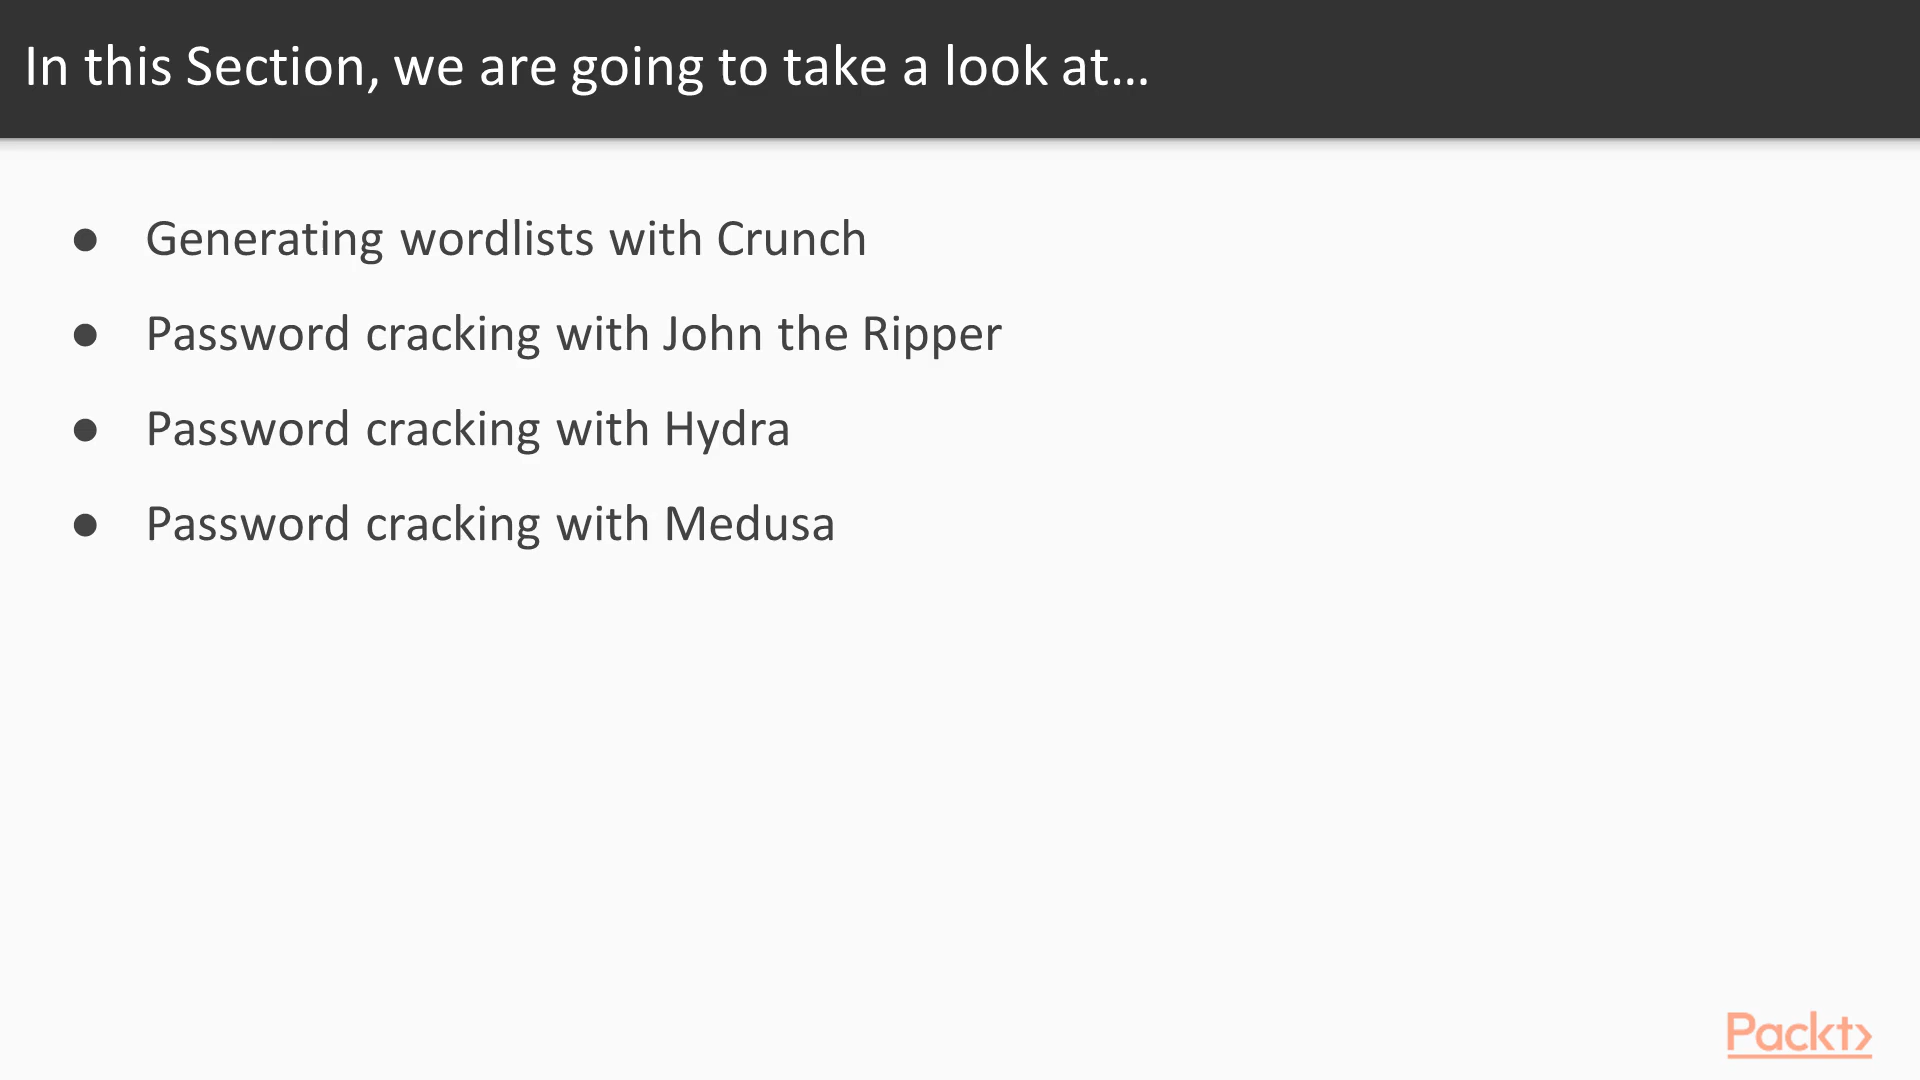 In this Section, we are going to take a look at…
● Generating wordlists with Crunch
● Password cracking with John the Ripper
● Password cracking with Hydra
● Password cracking with Medusa
Packt>